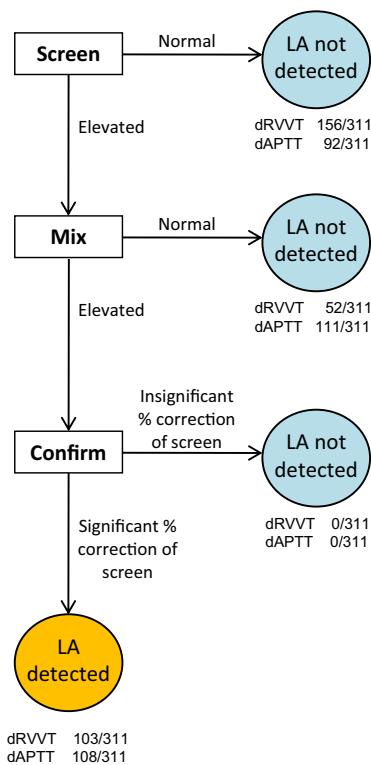 Screen
Normal
LA not
detected
dRVVT 156/311
dAPTT 92/311
Elevated
Mix
Normal
LA not
detected
dRVVT 52/311
dAPTT 111/311
Elevated
Confirm
Insignificant
% correction
of screen
LA not
detected
dRVVT 0/311
dAPTT 0/311
Significant %
correction of
screen
LA
detected
dRVVT 103/311
dAPTT 108/311